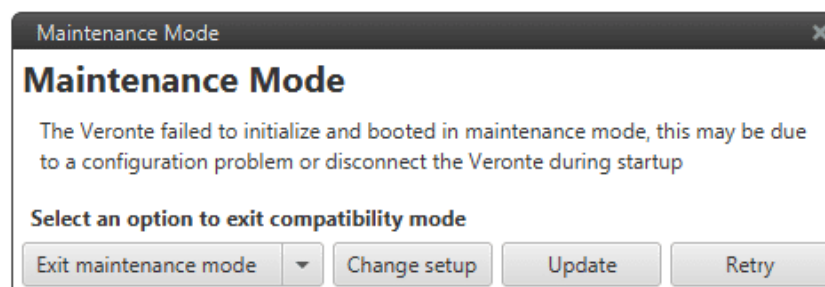 Maintenance Mode
Maintenance Mode
The Veronte failed to initialize and booted in maintenance mode, this may be due
to a configuration problem or disconnect the Veronte during startup
Select an option to exit compatibility mode
Exit maintenance mode Change setup Update Retry